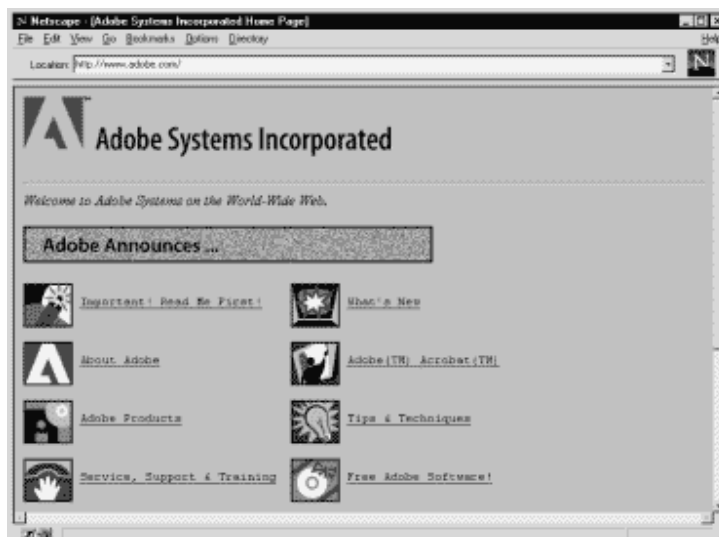 Netscape - [Adobe Systems Incorporated Home Page]
File Edit View Go Bookmarks Options Directory Help
Location: http://www.adobe.com/
N
Adobe Systems Incorporated
Welcome to Adobe Systems on the World-Wide Web.
Adobe Announces ...
Important! Read Me First! What's New
About Adobe Adobe(TM) Acrobat(TM)
Adobe Products Tips & Techniques
Service, Support & Training Free Adobe Software!